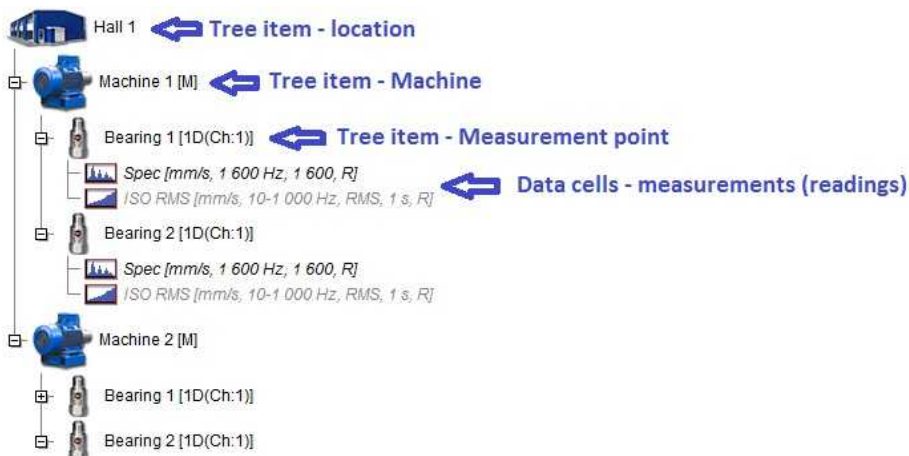 Hall 1 Tree item - location
Machine 1 [M] Tree item - Machine
Bearing 1 [1D(Ch:1)] Tree item - Measurement point
Spec [mm/s, 1 600 Hz, 1 600, R]
Data cells - measurements (readings)
ISO RMS [mm/s, 10-1 000 Hz, RMS, 1 s, R]
Bearing 2 [1D(Ch:1)]
Spec [mm/s, 1 600 Hz, 1 600, R]
ISO RMS [mm/s, 10-1 000 Hz, RMS, 1 s, R]
Machine 2 [M]
Bearing 1 [1D(Ch:1)]
Bearing 2 [1D(Ch:1)]